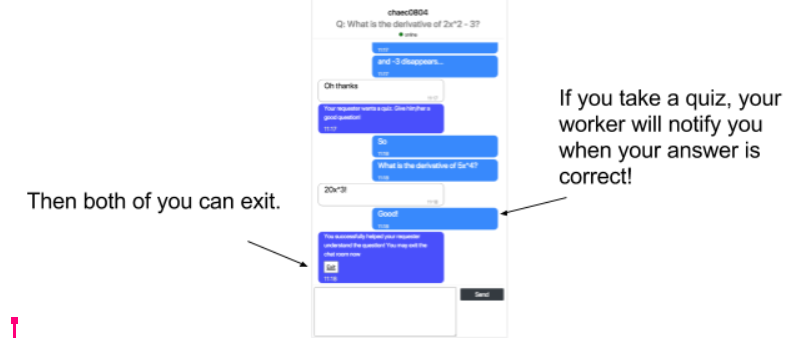 chaec0804
Q: What is the derivative of 2x^2 - 3?
online
11:17
and -3 disappears...
11:17
Oh thanks
11:17
Your requester wants a quiz. Give him/her a
good question!
11:17
So
11:18
What is the derivative of 5x^4?
11:18
20x^3!
11:18
Good!
11:18
You successfully helped your requester
understand the question! You may exit the
chat room now
Exit
11:18
Send
If you take a quiz, your
worker will notify you
when your answer is
correct!
Then both of you can exit.